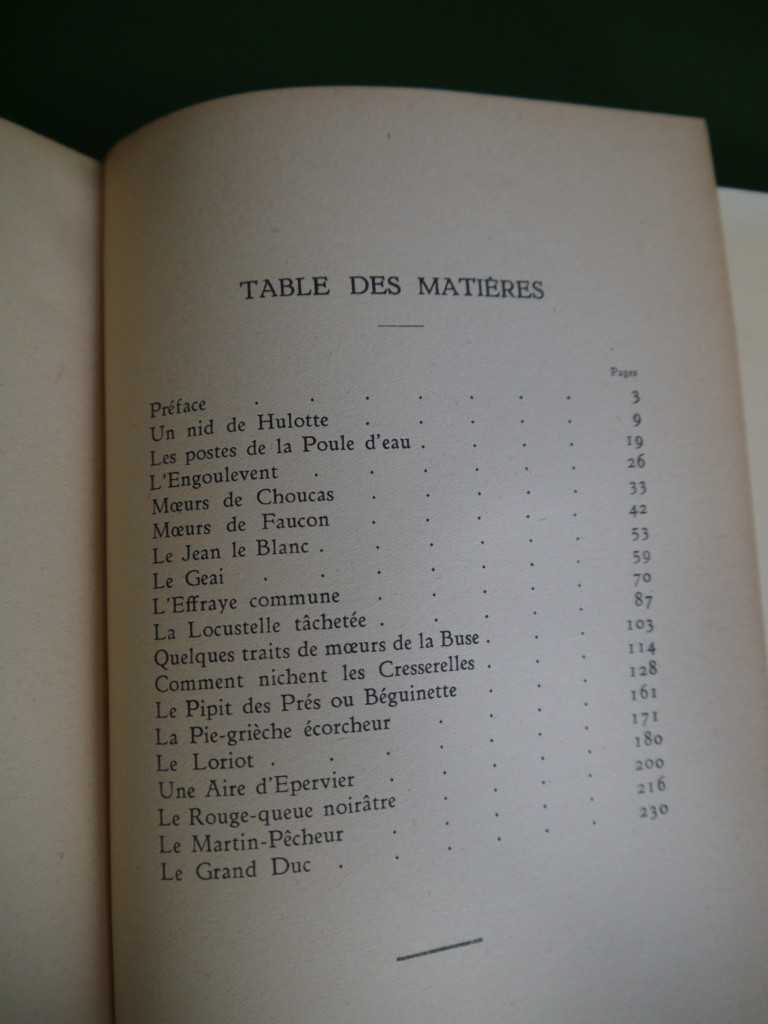 TABLE DES MATIÈRES
Pages
Préface . . . . . . . 3
Un nid de Hulotte . . . . . 9
Les postes de la Poule d'eau . . . . 19
L'Engoulevent . . . . . . 26
Mœurs de Choucas . . . . . 33
Mœurs de Faucon . . . . . 42
Le Jean le Blanc . . . . . . 53
Le Geai . . . . . . . 59
L'Effraye commune . . . . . 70
La Locustelle tâchetée . . . . . 87
Quelques traits de mœurs de la Buse . . . 103
Comment nichent les Cresserelles . . . 114
Le Pipit des Prés ou Béguinette . . . 128
La Pie-grièche écorcheur . . . . 161
Le Loriot . . . . . . . 171
Une Aire d'Epervier . . . . . 180
Le Rouge-queue noirâtre . . . . 200
Le Martin-Pêcheur . . . . . 216
Le Grand Duc . . . . . . 230